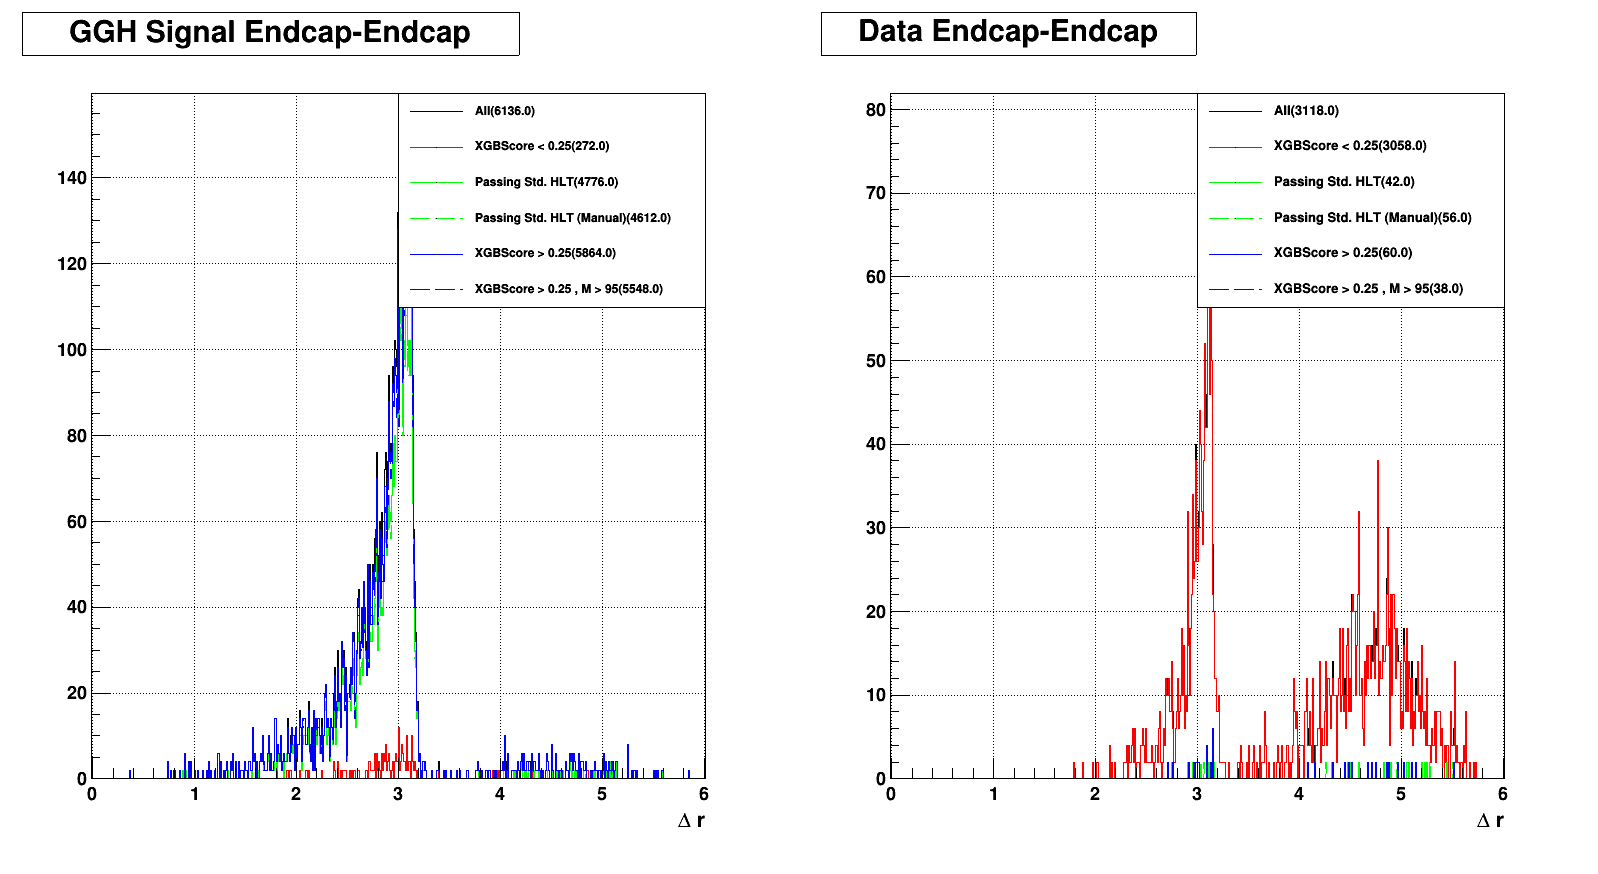 GGH Signal Endcap-Endcap
All(6136.0)
XGBScore < 0.25(272.0)
Passing Std. HLT(4776.0)
Passing Std. HLT (Manual)(4612.0)
XGBScore > 0.25(5864.0)
XGBScore > 0.25 , M > 95(5548.0)
140
120
100
80
60
40
20
0
0 1 2 3 4 5 6
Δ r
Data Endcap-Endcap
All(3118.0)
XGBScore < 0.25(3058.0)
Passing Std. HLT(42.0)
Passing Std. HLT (Manual)(56.0)
XGBScore > 0.25(60.0)
XGBScore > 0.25 , M > 95(38.0)
80
70
60
50
40
30
20
10
0
0 1 2 3 4 5 6
Δ r